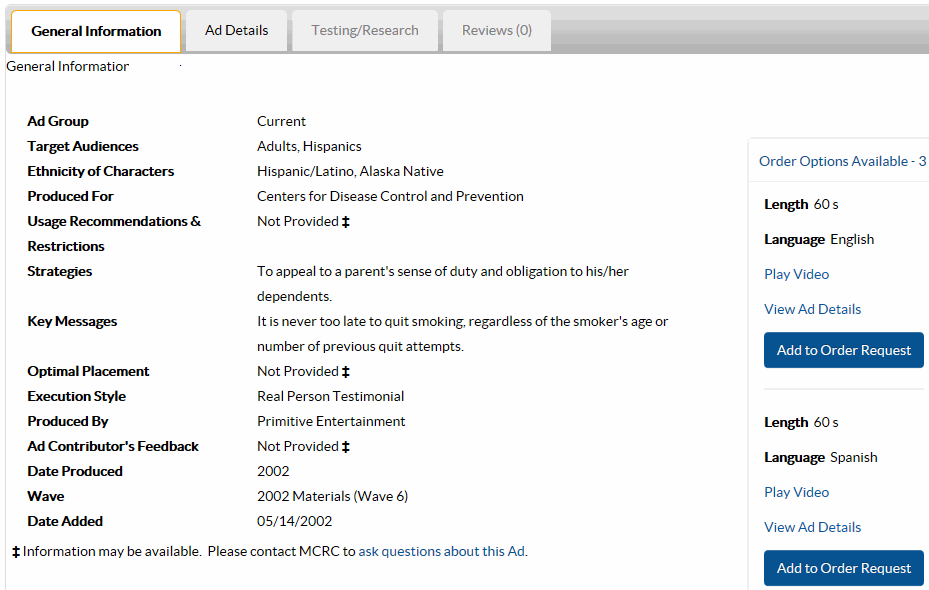 General Information
Ad Details
Testing/Research
Reviews (0)
General Information
Ad Group Current
Target Audiences Adults, Hispanics
Ethnicity of Characters Hispanic/Latino, Alaska Native
Produced For Centers for Disease Control and Prevention
Usage Recommendations & Not Provided ‡
Restrictions
Strategies To appeal to a parent's sense of duty and obligation to his/her
dependents.
Key Messages It is never too late to quit smoking, regardless of the smoker's age or
number of previous quit attempts.
Optimal Placement Not Provided ‡
Execution Style Real Person Testimonial
Produced By Primitive Entertainment
Ad Contributor's Feedback Not Provided ‡
Date Produced 2002
Wave 2002 Materials (Wave 6)
Date Added 05/14/2002
‡ Information may be available. Please contact MCRC to ask questions about this Ad.
Order Options Available - 3
Length 60 s
Language English
Play Video
View Ad Details
Add to Order Request
Length 60 s
Language Spanish
Play Video
View Ad Details
Add to Order Request